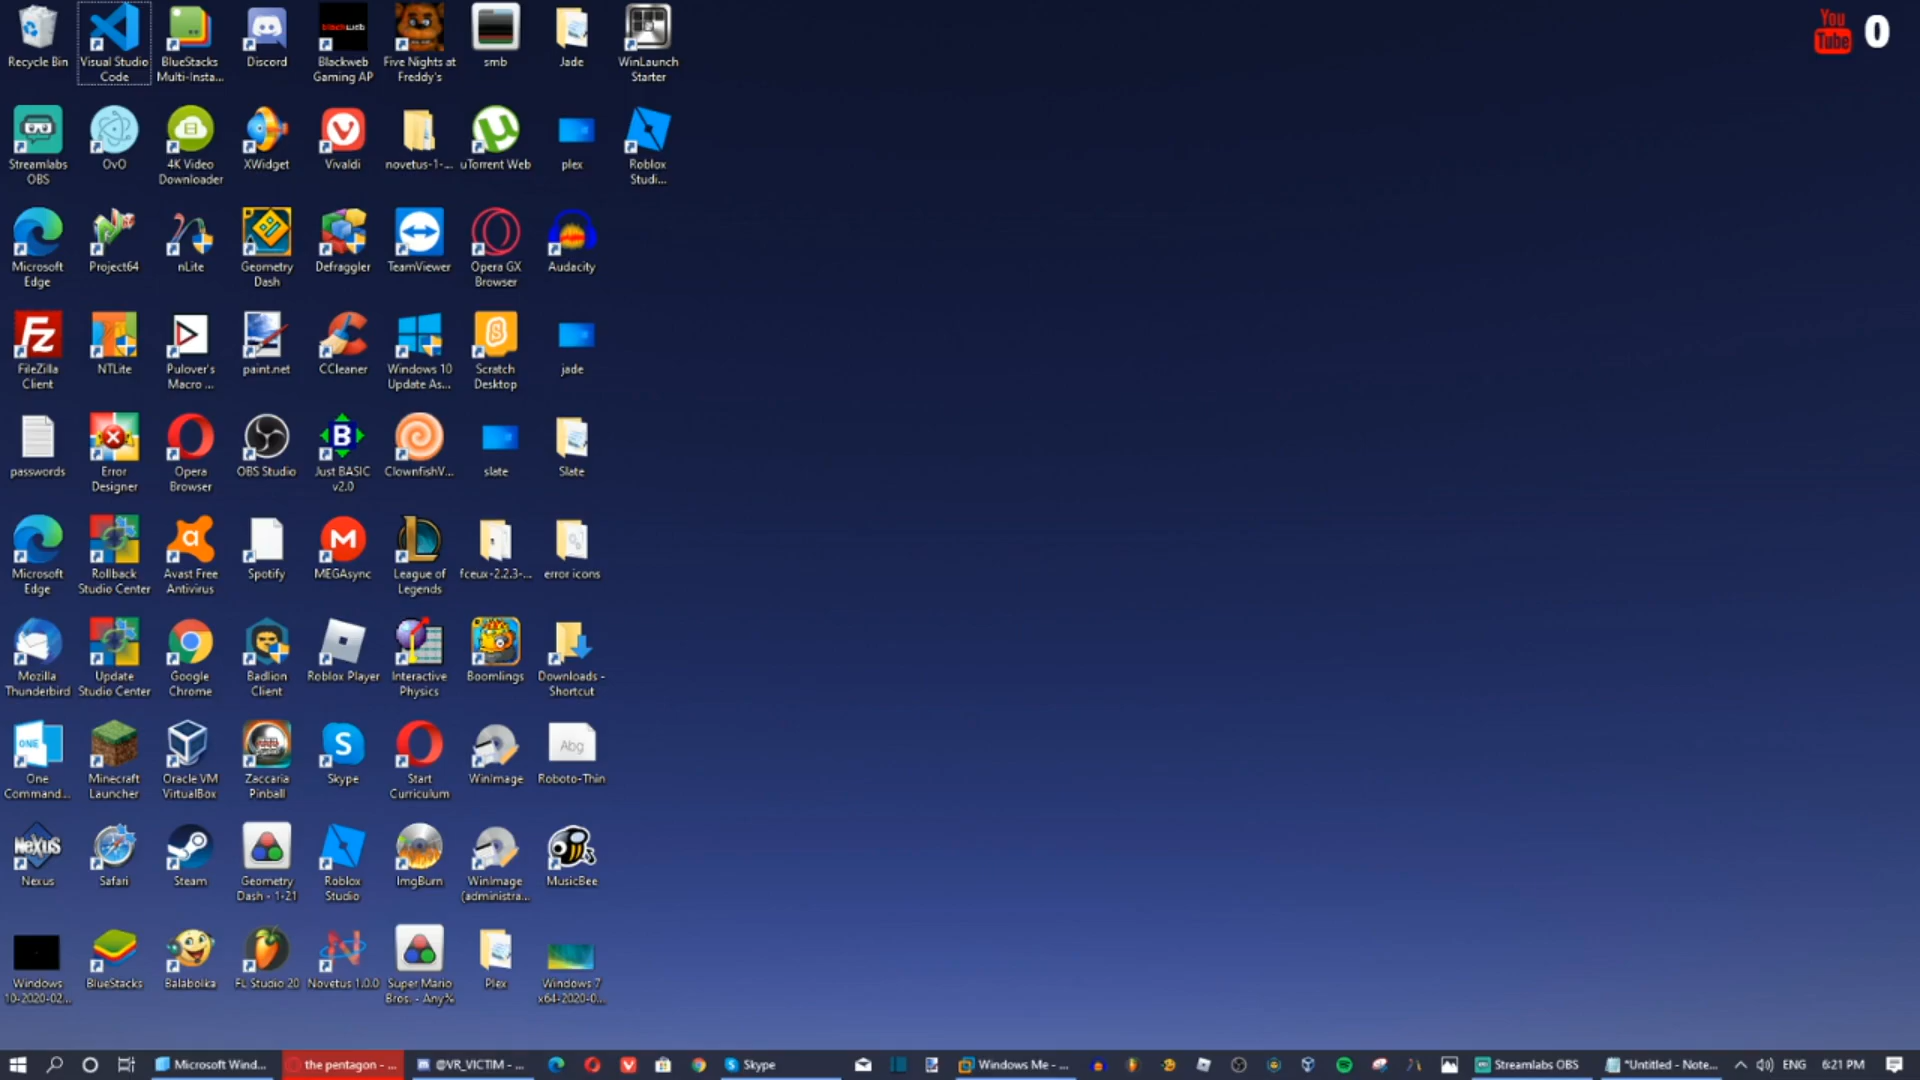 Recycle Bin
Visual Studio
Code
BlueStacks
Multi-Insta...
Discord
blackweb
Blackweb
Gaming AP
Five Nights at
Freddy's
smb
Jade
WinLaunch
Starter
You
Tube
0
Streamlabs
OBS
OvO
4K Video
Downloader
XWidget
Vivaldi
novetus-1-...
uTorrent Web
plex
Roblox
Studi...
Microsoft
Edge
Project64
nLite
Geometry
Dash
Defraggler
TeamViewer
Opera GX
Browser
Audacity
Fz
FileZilla
Client
NTLite
Pulover's
Macro ...
paint.net
CCleaner
Windows 10
Update As...
Scratch
Desktop
jade
passwords
Error
Designer
Opera
Browser
OBS Studio
B
Just BASIC
v2.0
ClownfishV...
slate
Slate
Microsoft
Edge
Rollback
Studio Center
Avast Free
Antivirus
Spotify
MEGAsync
League of
Legends
fceux-2.2.3-...
error icons
Mozilla
Thunderbird
Update
Studio Center
Google
Chrome
Badlion
Client
Roblox Player
Interactive
Physics
Boomlings
Downloads -
Shortcut
ONE
One
Command...
Minecraft
Launcher
Oracle VM
VirtualBox
Zaccaria
Pinball
Skype
Start
Curriculum
WinImage
Abg
Roboto-Thin
NeXuS
Nexus
Safari
Steam
Geometry
Dash - 1-21
Roblox
Studio
ImgBurn
WinImage
(administra...
MusicBee
Windows
10-2020-02...
BlueStacks
Balabolka
FL Studio 20
Novetus 1.0.0
Super Mario
Bros. - Any%
Plex
Windows 7
x64-2020-0...
Microsoft Wind...
the pentagon - ...
@VR_VICTIM - ...
Skype
Windows Me - ...
Streamlabs OBS
*Untitled - Note...
ENG
6:21 PM